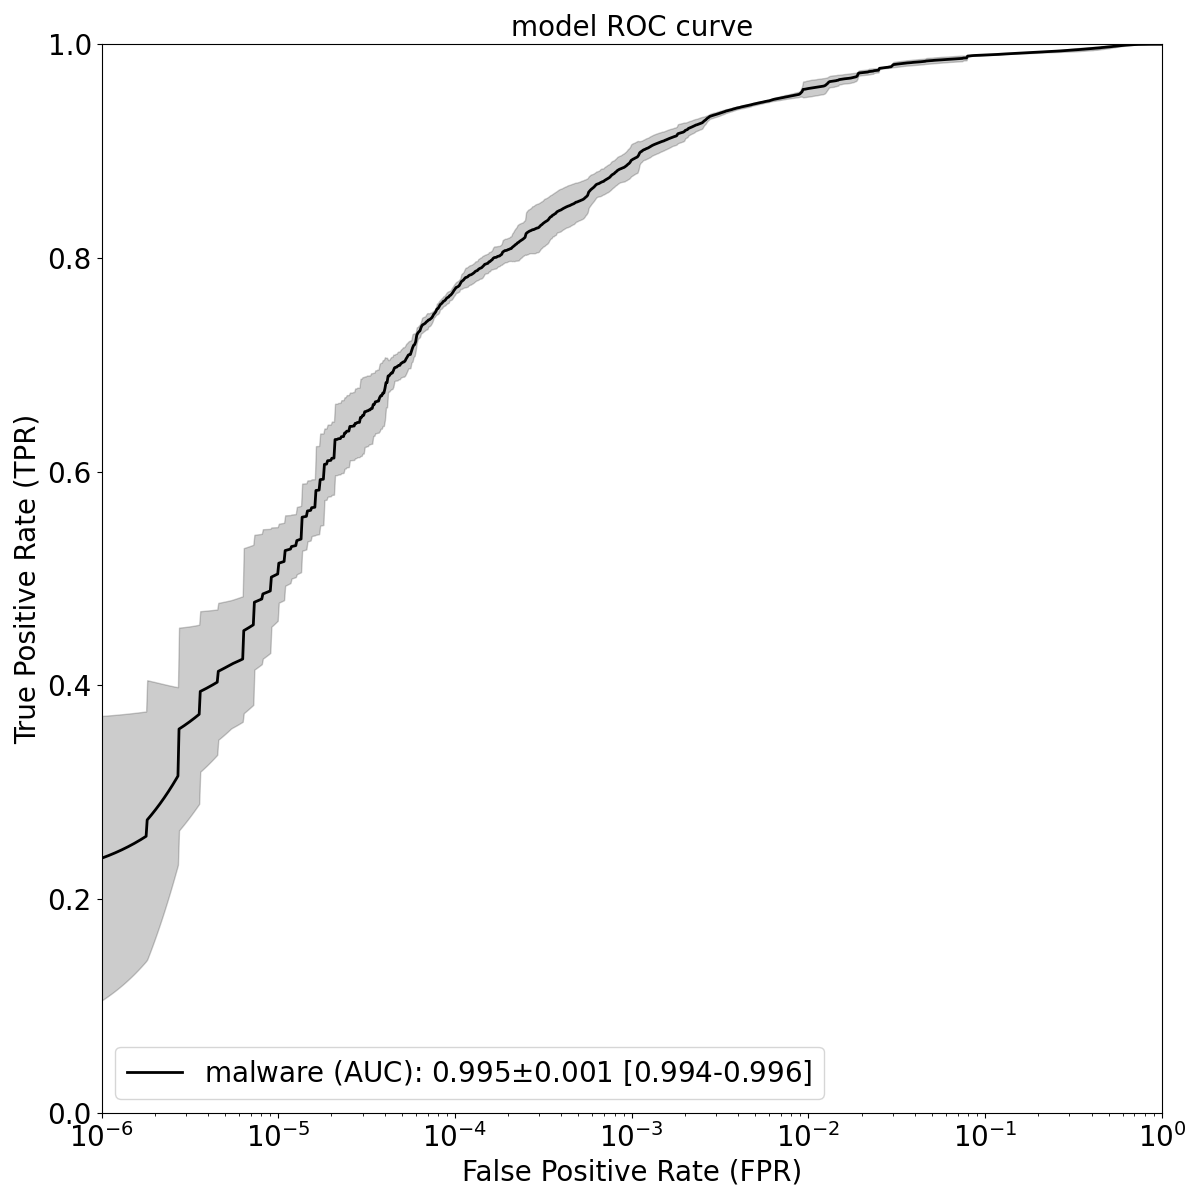 model ROC curve
True Positive Rate (TPR)
1.0
0.8
0.6
0.4
0.2
0.0
malware (AUC): 0.995±0.001 [0.994-0.996]
10⁻⁶ 10⁻⁵ 10⁻⁴ 10⁻³ 10⁻² 10⁻¹ 10⁰
False Positive Rate (FPR)